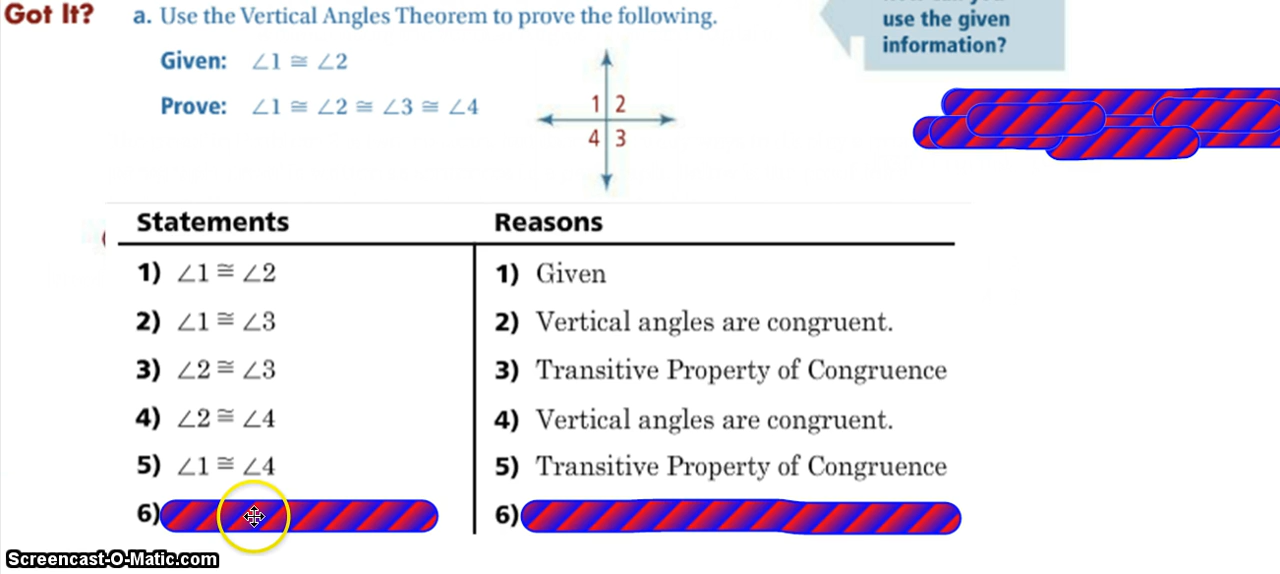 Got It?
a. Use the Vertical Angles Theorem to prove the following.
use the given
information?
Given: ∠1 ≅ ∠2
Prove: ∠1 ≅ ∠2 ≅ ∠3 ≅ ∠4
1 2
4 3
Statements Reasons
1) ∠1 ≅ ∠2 1) Given
2) ∠1 ≅ ∠3 2) Vertical angles are congruent.
3) ∠2 ≅ ∠3 3) Transitive Property of Congruence
4) ∠2 ≅ ∠4 4) Vertical angles are congruent.
5) ∠1 ≅ ∠4 5) Transitive Property of Congruence
6) 6)
Screencast-O-Matic.com